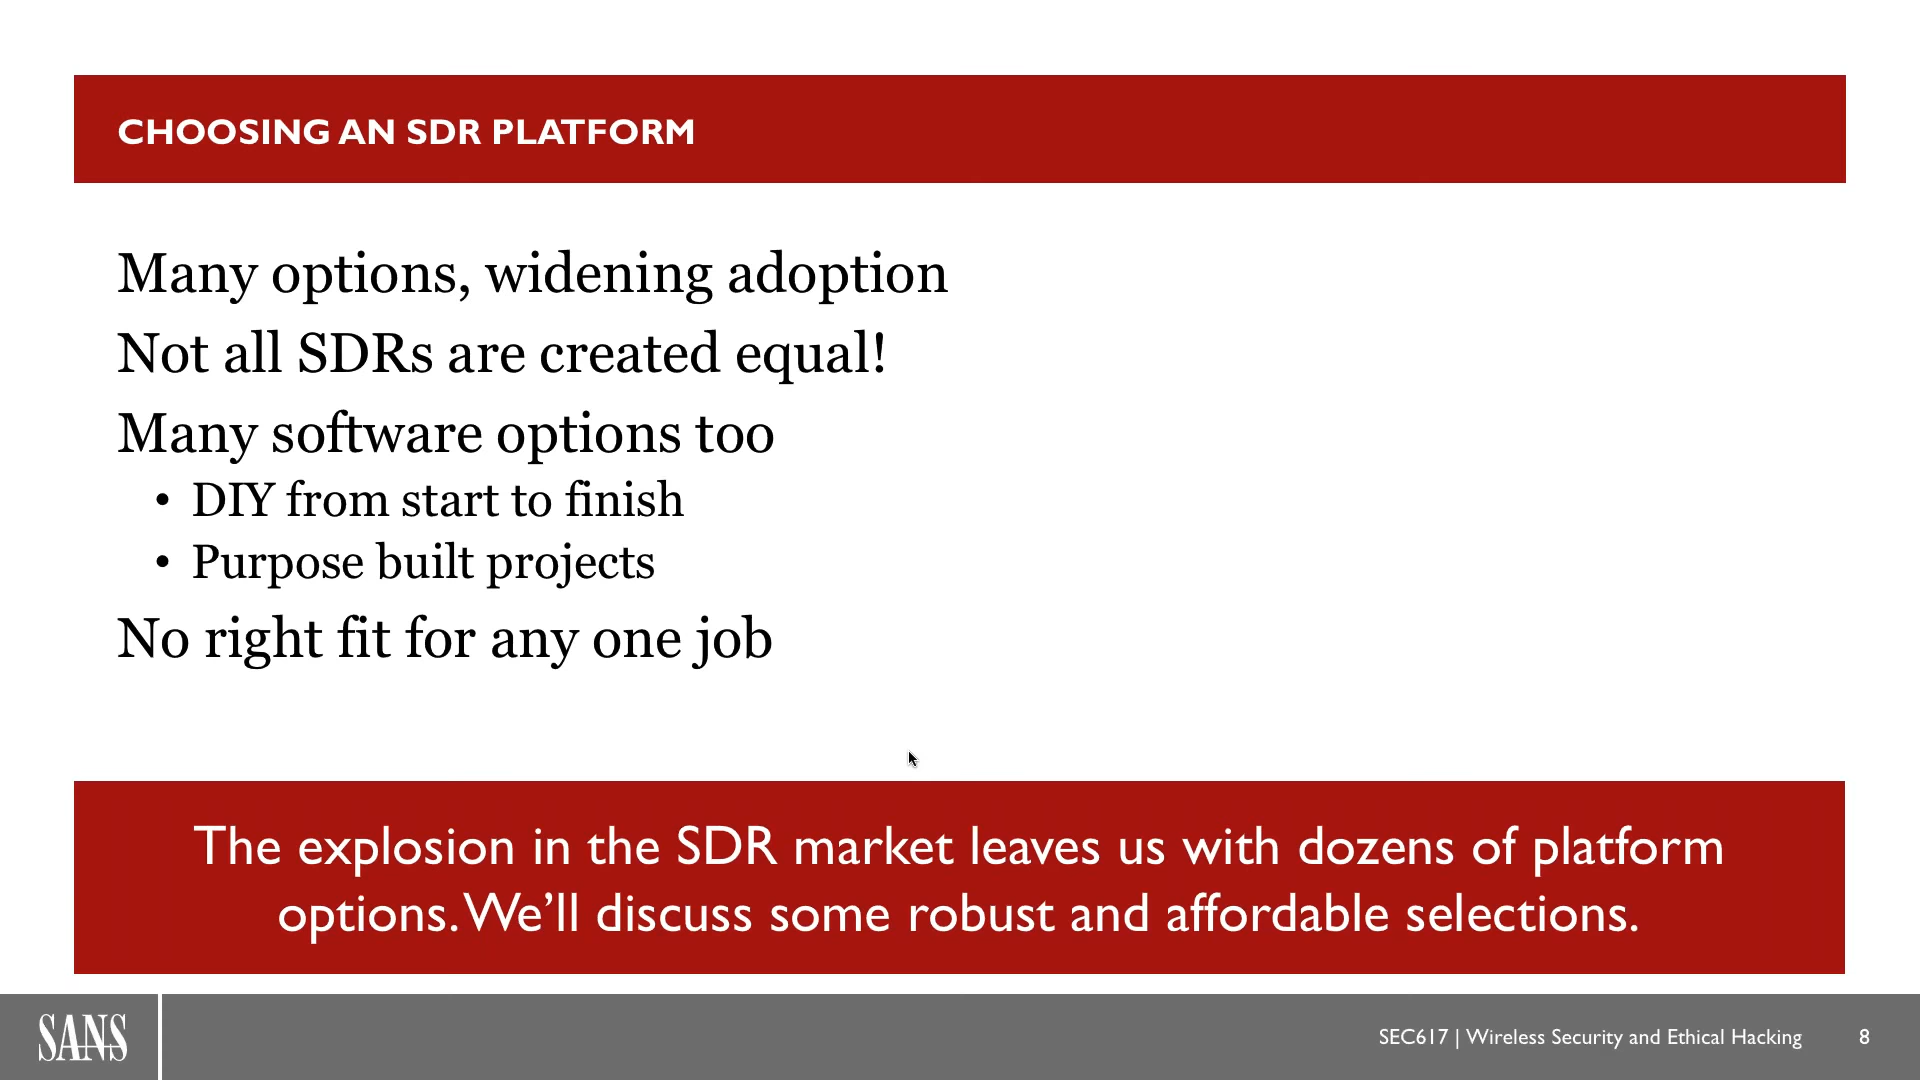 CHOOSING AN SDR PLATFORM
Many options, widening adoption
Not all SDRs are created equal!
Many software options too
• DIY from start to finish
• Purpose built projects
No right fit for any one job
The explosion in the SDR market leaves us with dozens of platform
options. We’ll discuss some robust and affordable selections.
SANS
SEC617 | Wireless Security and Ethical Hacking
8